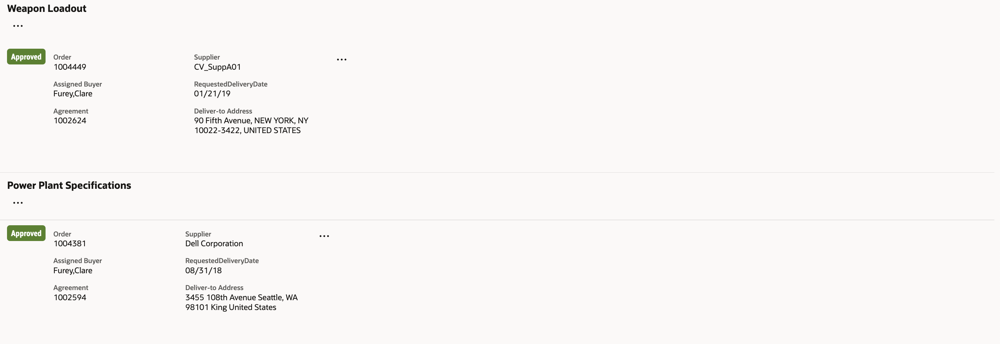 Weapon Loadout
...
Approved
Order
1004449
Supplier
CV_SuppA01
...
Assigned Buyer
Furey,Clare
RequestedDeliveryDate
01/21/19
Agreement
1002624
Deliver-to Address
90 Fifth Avenue, NEW YORK, NY
10022-3422, UNITED STATES
Power Plant Specifications
...
Approved
Order
1004381
Supplier
Dell Corporation
...
Assigned Buyer
Furey,Clare
RequestedDeliveryDate
08/31/18
Agreement
1002594
Deliver-to Address
3455 108th Avenue Seattle, WA
98101 King United States